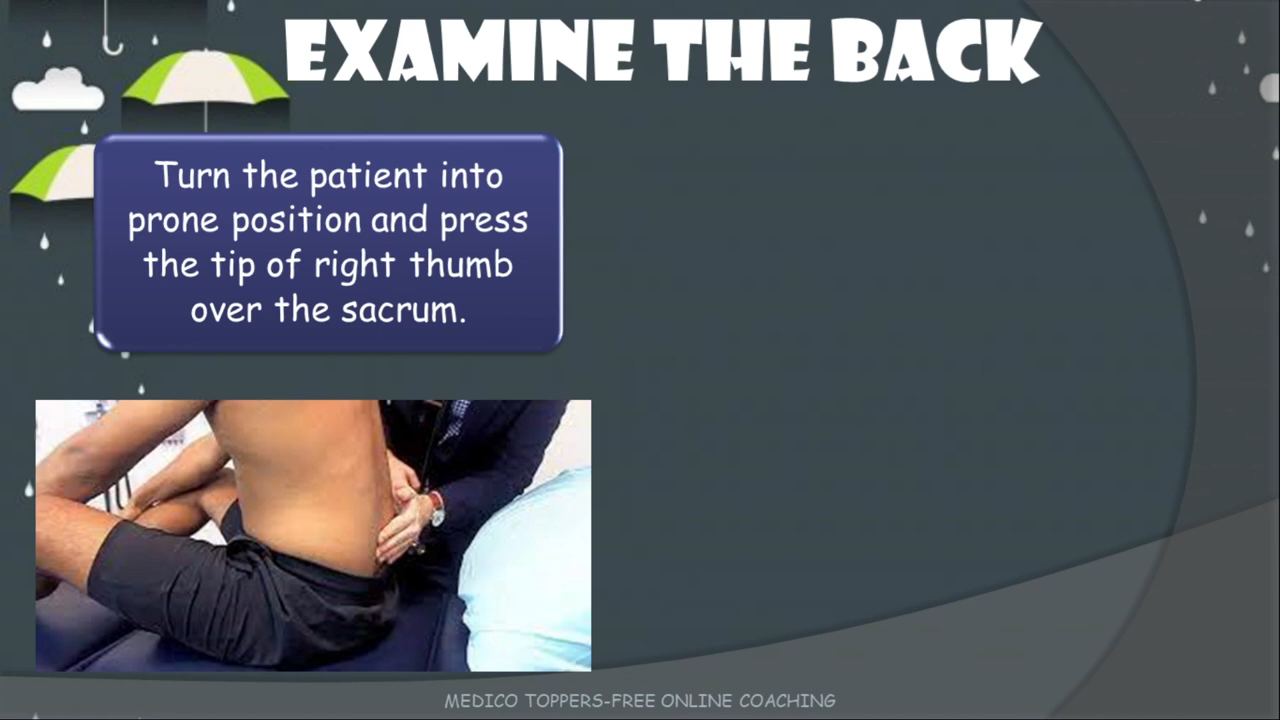 EXAMINE THE BACK
Turn the patient into
prone position and press
the tip of right thumb
over the sacrum.
MEDICO TOPPERS-FREE ONLINE COACHING